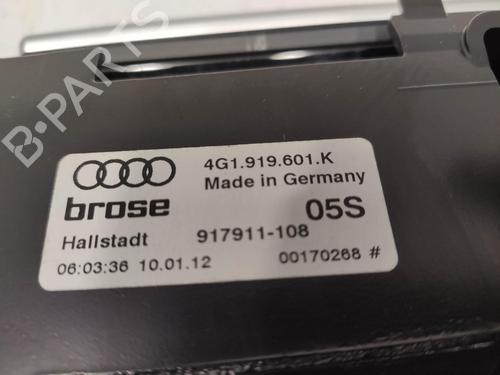 B-PARTS
4G1.919.601.K
Made in Germany
brose 05S
Hallstadt 917911-108
06:03:36 10.01.12 00170268 #